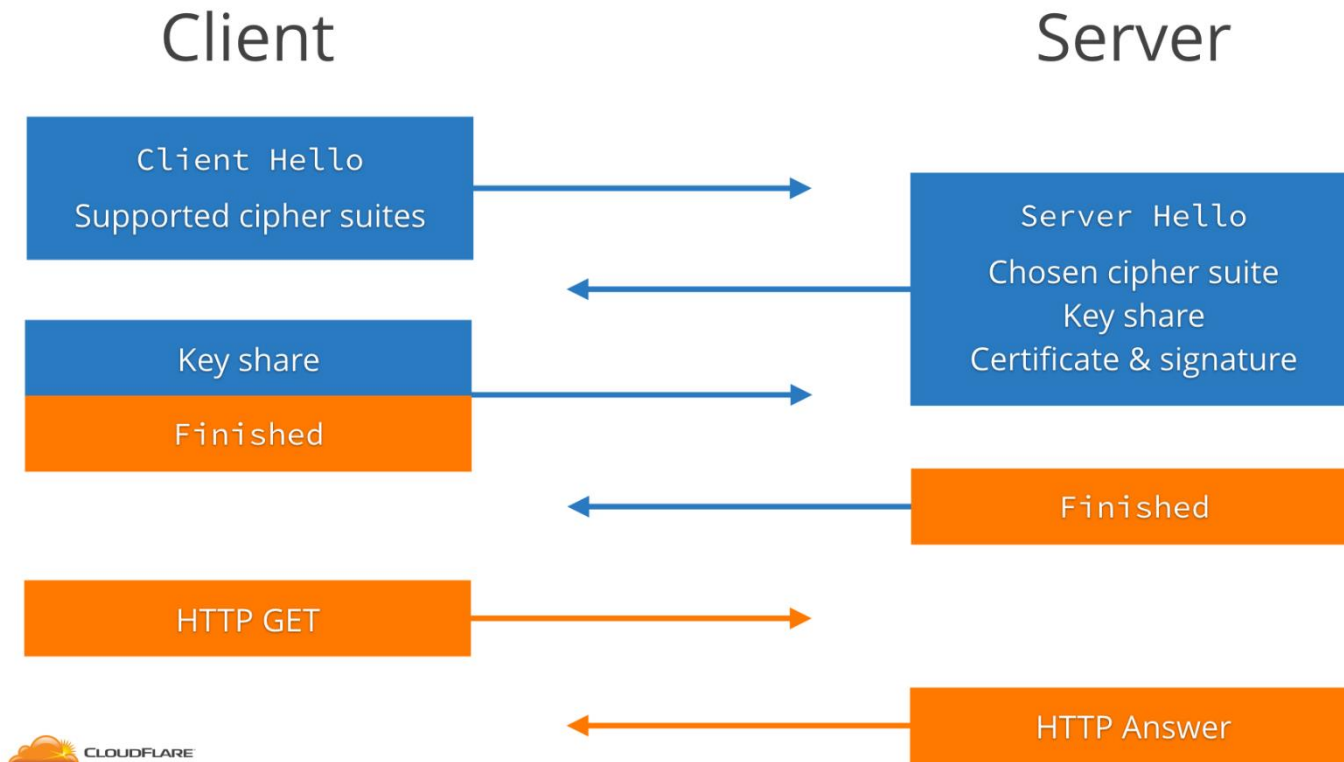 Client
Server
Client Hello
Supported cipher suites
Server Hello
Chosen cipher suite
Key share
Certificate & signature
Key share
Finished
Finished
HTTP GET
HTTP Answer
CLOUDFLARE